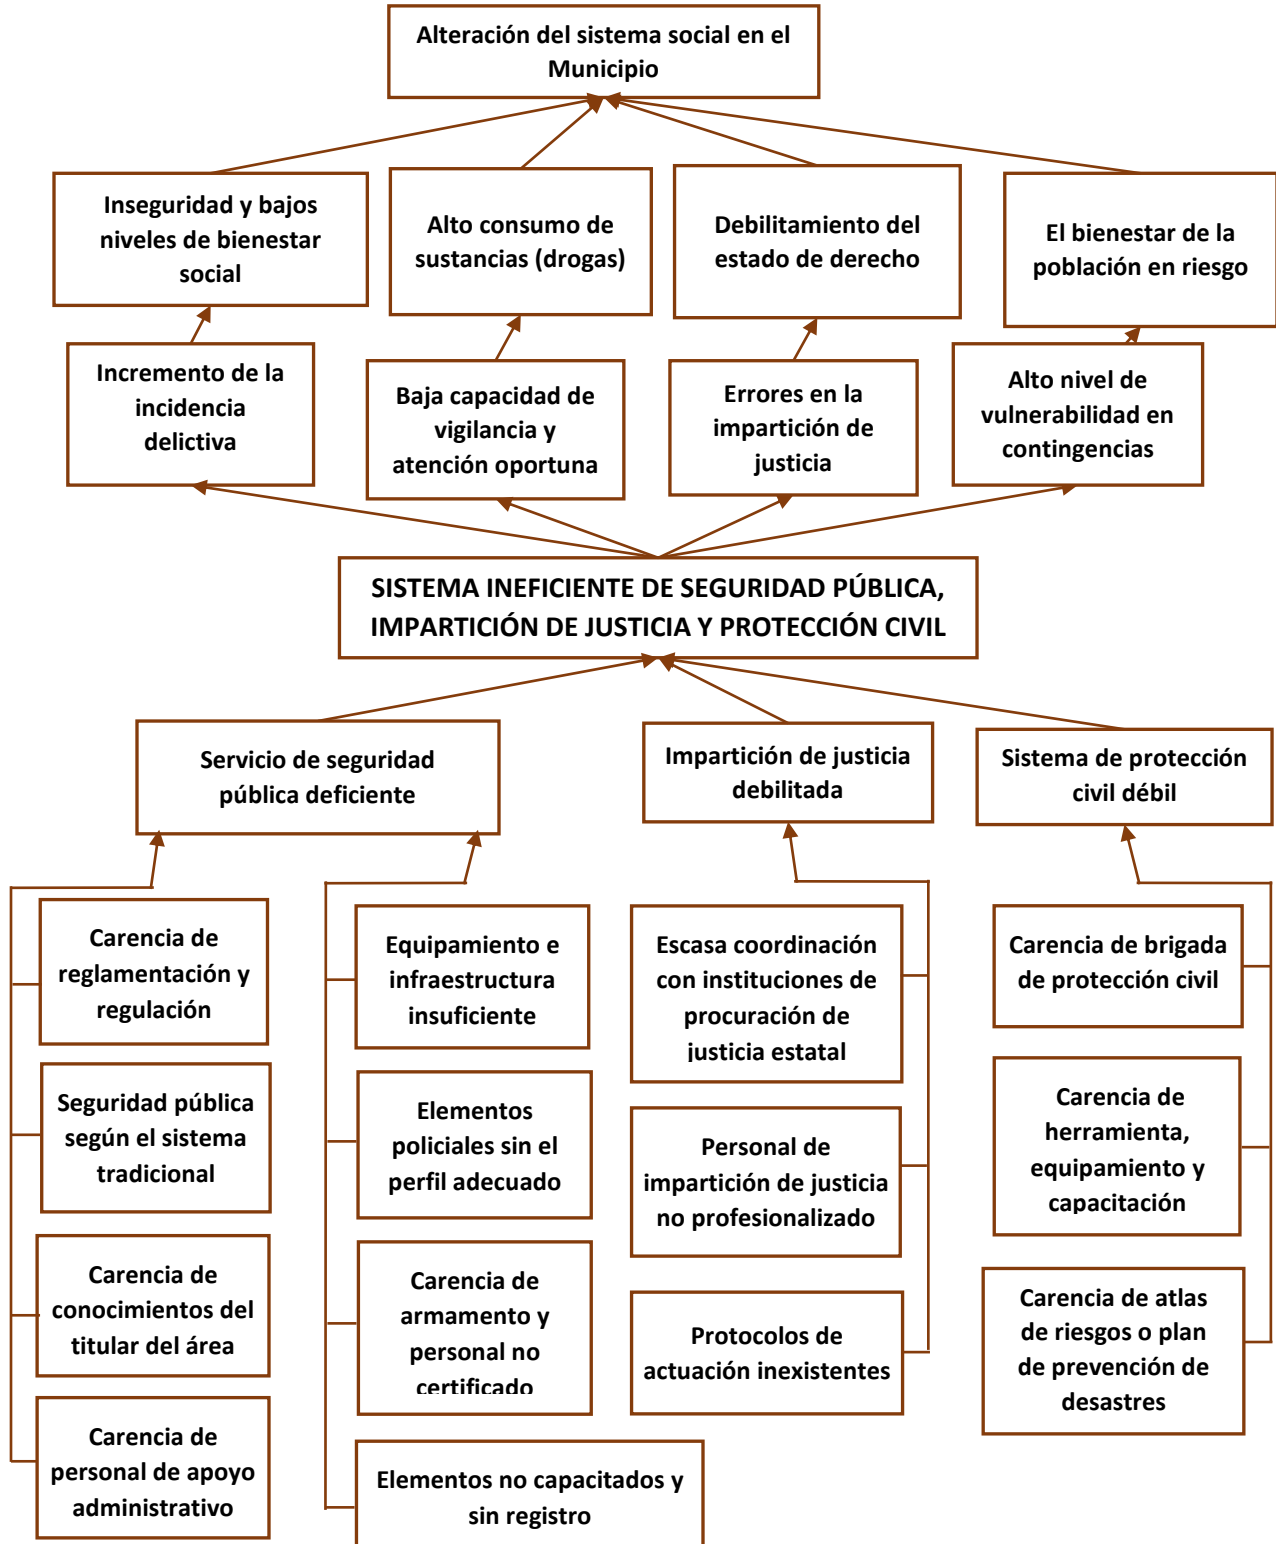 Alteración del sistema social en el
Municipio
Inseguridad y bajos
niveles de bienestar
social
Alto consumo de
sustancias (drogas)
Debilitamiento del
estado de derecho
El bienestar de la
población en riesgo
Incremento de la
incidencia
delictiva
Baja capacidad de
vigilancia y
atención oportuna
Errores en la
impartición de
justicia
Alto nivel de
vulnerabilidad en
contingencias
SISTEMA INEFICIENTE DE SEGURIDAD PÚBLICA,
IMPARTICIÓN DE JUSTICIA Y PROTECCIÓN CIVIL
Servicio de seguridad
pública deficiente
Impartición de justicia
debilitada
Sistema de protección
civil débil
Carencia de
reglamentación y
regulación
Seguridad pública
según el sistema
tradicional
Carencia de
conocimientos del
titular del área
Carencia de
personal de apoyo
administrativo
Equipamiento e
infraestructura
insuficiente
Elementos
policiales sin el
perfil adecuado
Carencia de
armamento y
personal no
certificado
Elementos no capacitados y
sin registro
Escasa coordinación
con instituciones de
procuración de
justicia estatal
Personal de
impartición de justicia
no profesionalizado
Protocolos de
actuación inexistentes
Carencia de brigada
de protección civil
Carencia de
herramienta,
equipamiento y
capacitación
Carencia de atlas
de riesgos o plan
de prevención de
desastres